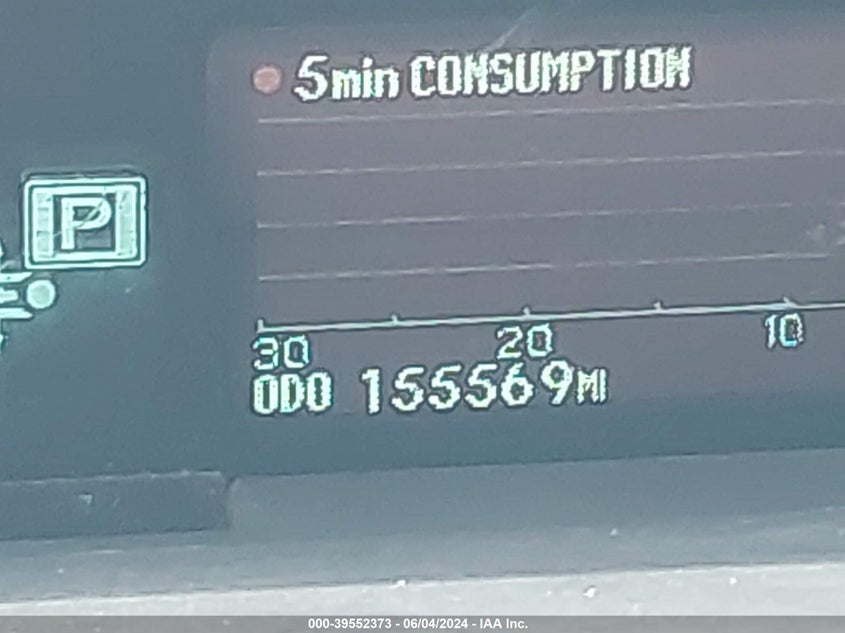 5min CONSUMPTION
P
30 20 10
ODO 155569MI
000-39552373 - 06/04/2024 - IAA Inc.